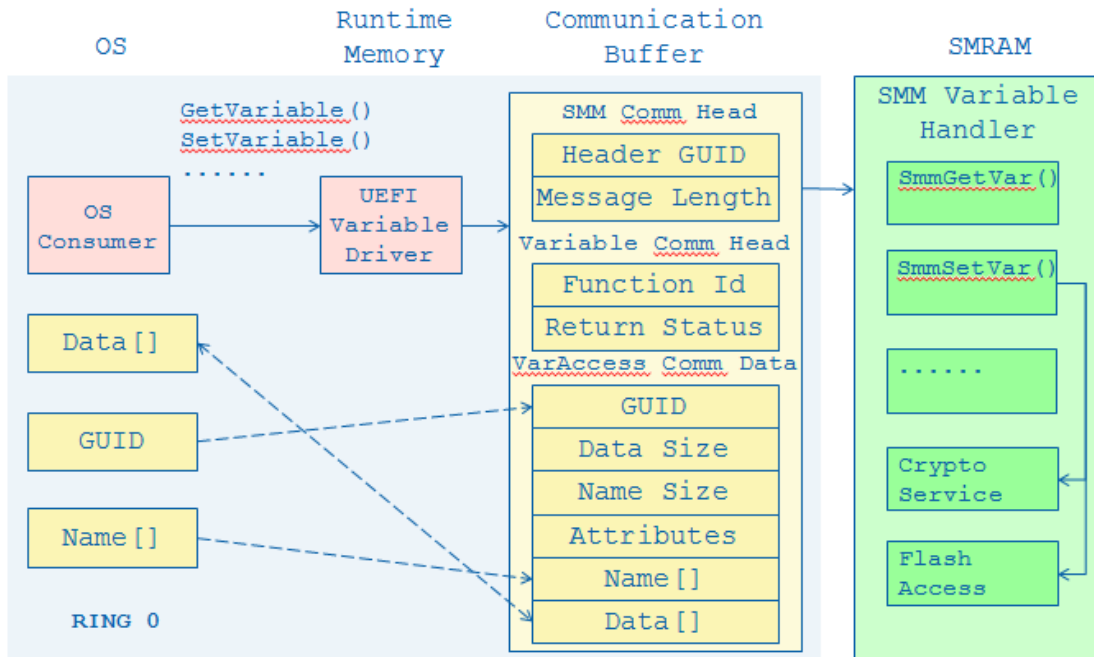 OS
Runtime
Memory
Communication
Buffer
SMRAM
GetVariable()
SetVariable()
......
OS
Consumer
UEFI
Variable
Driver
Data[]
GUID
Name[]
RING 0
SMM Comm Head
Header GUID
Message Length
Variable Comm Head
Function Id
Return Status
VarAccess Comm Data
GUID
Data Size
Name Size
Attributes
Name[]
Data[]
SMM Variable
Handler
SmmGetVar()
SmmSetVar()
......
Crypto
Service
Flash
Access